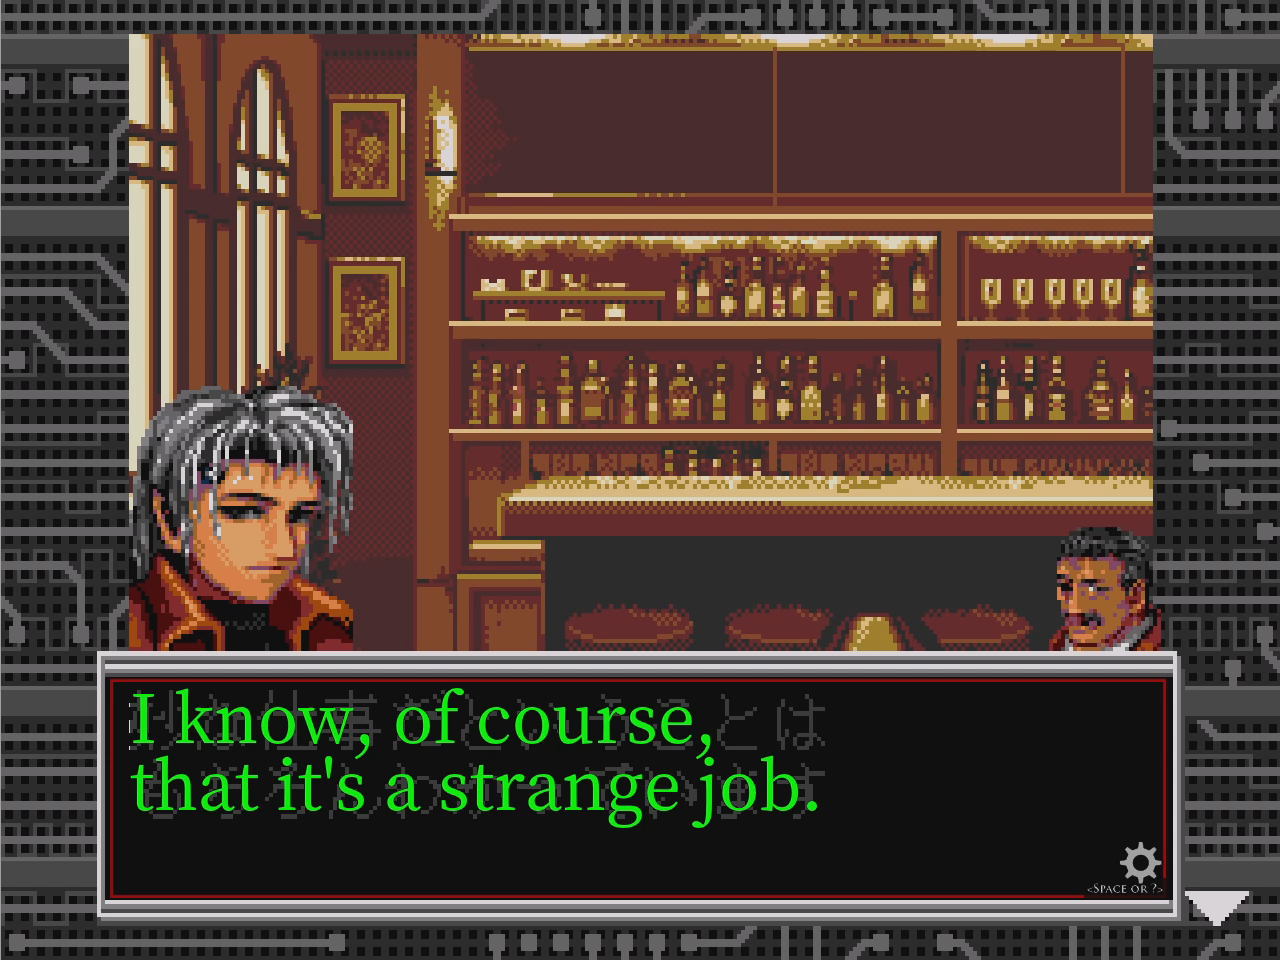 I know, of course,
that it's a strange job.
<SPACE OR ?>